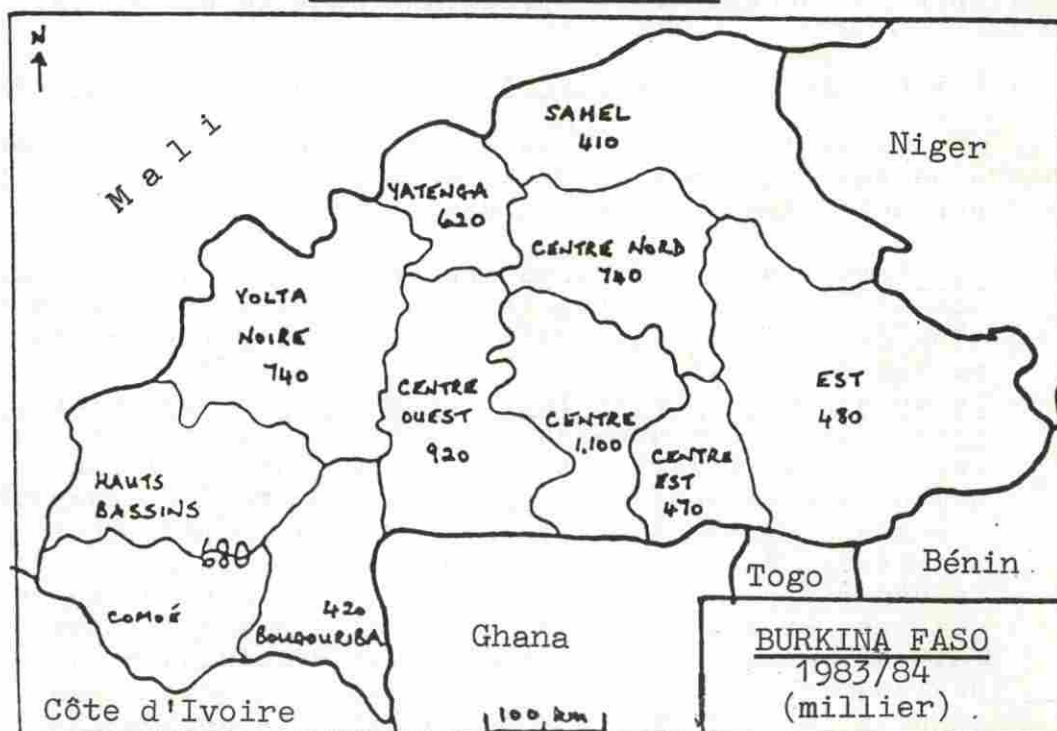 N
Mali
SAHEL
410
Niger
YATENGA
620
CENTRE NORD
740
VOLTA
NOIRE
740
CENTRE
OUEST
920
CENTRE
1,100
EST
480
CENTRE
EST
470
HAUTS
BASSINS
680
COMOÉ
420
BOUGOURIBA
Ghana
Togo
Bénin
Côte d'Ivoire
100 km
BURKINA FASO
1983/84
(millier)